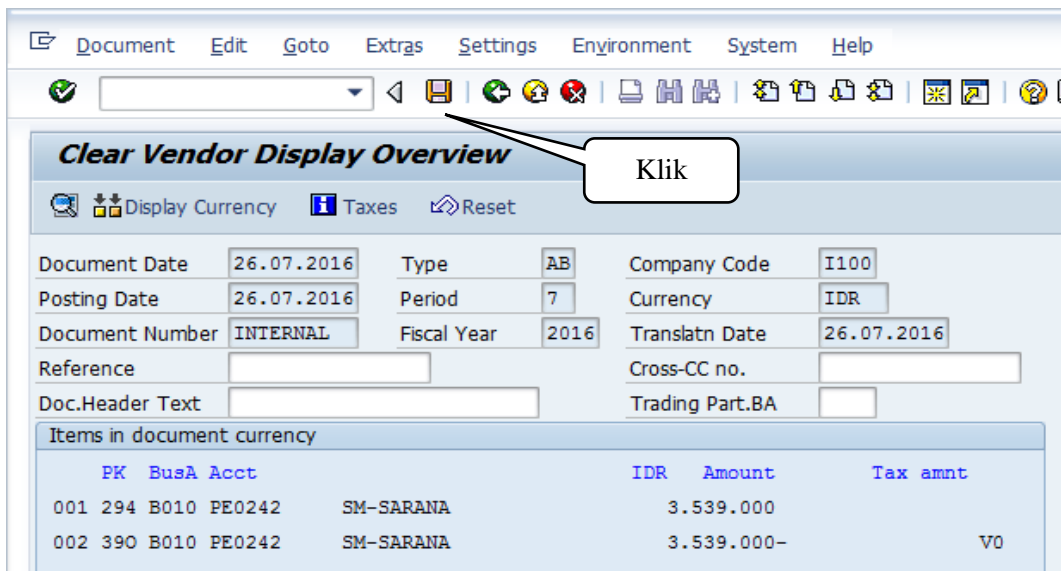 Document Edit Goto Extras Settings Environment System Help
Clear Vendor Display Overview
Klik
Display Currency Taxes Reset
Document Date 26.07.2016 Type AB Company Code I100
Posting Date 26.07.2016 Period 7 Currency IDR
Document Number INTERNAL Fiscal Year 2016 Translatn Date 26.07.2016
Reference Cross-CC no.
Doc.Header Text Trading Part.BA
Items in document currency
PK BusA Acct IDR Amount Tax amnt
001 294 B010 PE0242 SM-SARANA 3.539.000
002 39O B010 PE0242 SM-SARANA 3.539.000- V0